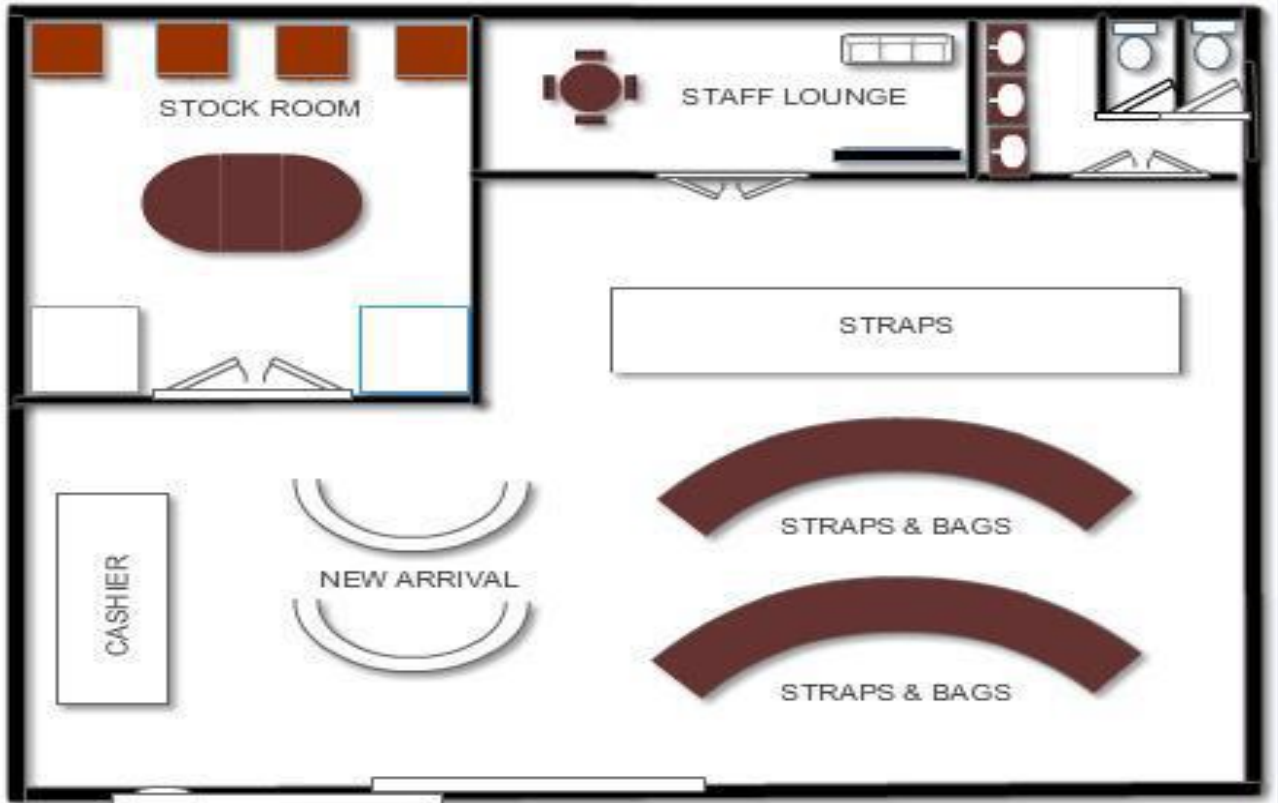 STOCK ROOM
STAFF LOUNGE
STRAPS
STRAPS & BAGS
NEW ARRIVAL
CASHIER
STRAPS & BAGS